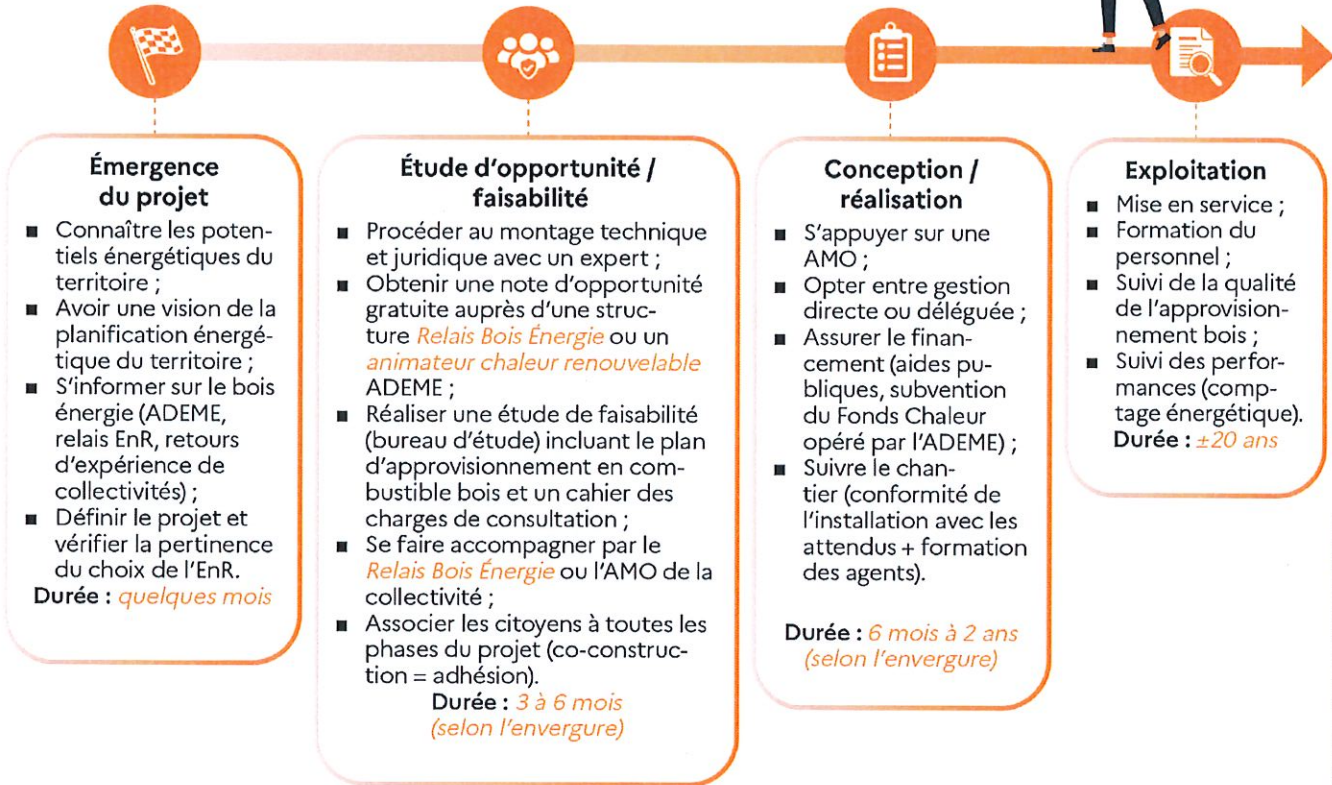 Émergence
du projet
■ Connaître les poten-
tiels énergétiques du
territoire ;
■ Avoir une vision de la
planification énergé-
tique du territoire ;
■ S'informer sur le bois
énergie (ADEME,
relais EnR, retours
d'expérience de
collectivités) ;
■ Définir le projet et
vérifier la pertinence
du choix de l'EnR.
Durée : quelques mois
Étude d'opportunité /
faisabilité
■ Procéder au montage technique
et juridique avec un expert ;
■ Obtenir une note d'opportunité
gratuite auprès d'une struc-
ture Relais Bois Énergie ou un
animateur chaleur renouvelable
ADEME ;
■ Réaliser une étude de faisabilité
(bureau d'étude) incluant le plan
d'approvisionnement en com-
bustible bois et un cahier des
charges de consultation ;
■ Se faire accompagner par le
Relais Bois Énergie ou l'AMO de la
collectivité ;
■ Associer les citoyens à toutes les
phases du projet (co-construc-
tion = adhésion).
Durée : 3 à 6 mois
(selon l'envergure)
Conception /
réalisation
■ S'appuyer sur une
AMO ;
■ Opter entre gestion
directe ou déléguée ;
■ Assurer le finan-
cement (aides pu-
bliques, subvention
du Fonds Chaleur
opéré par l'ADEME) ;
■ Suivre le chan-
tier (conformité de
l'installation avec les
attendus + formation
des agents).
Durée : 6 mois à 2 ans
(selon l'envergure)
Exploitation
■ Mise en service ;
■ Formation du
personnel ;
■ Suivi de la qualité
de l'approvision-
nement bois ;
■ Suivi des perfor-
mances (comp-
tage énergétique).
Durée : ±20 ans